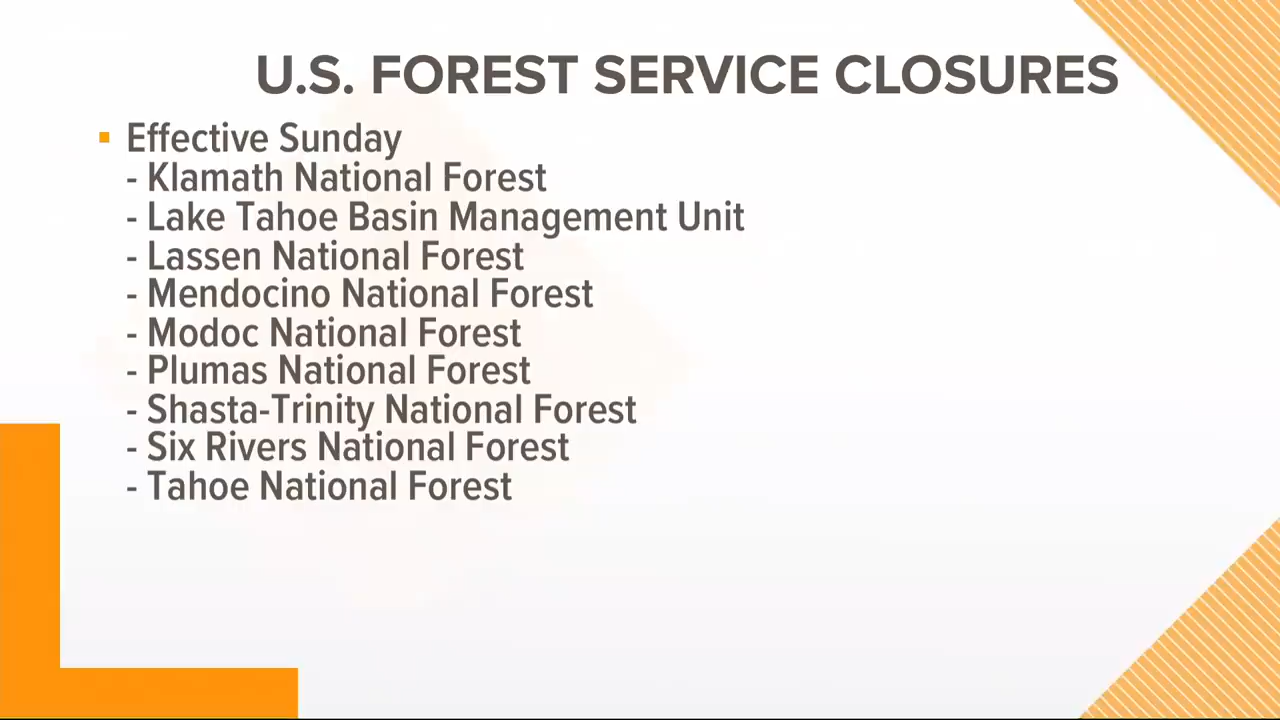 U.S. FOREST SERVICE CLOSURES
▪ Effective Sunday
- Klamath National Forest
- Lake Tahoe Basin Management Unit
- Lassen National Forest
- Mendocino National Forest
- Modoc National Forest
- Plumas National Forest
- Shasta-Trinity National Forest
- Six Rivers National Forest
- Tahoe National Forest